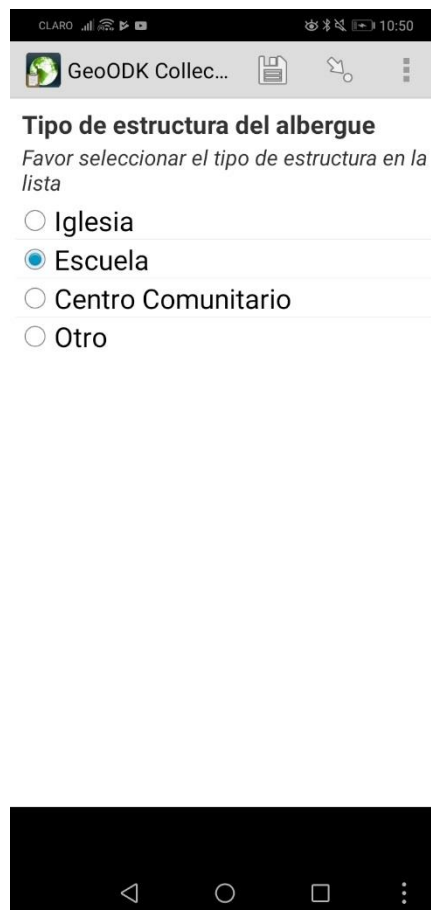 CLARO 10:50
GeoODK Collec...
Tipo de estructura del albergue
Favor seleccionar el tipo de estructura en la
lista
Iglesia
Escuela
Centro Comunitario
Otro